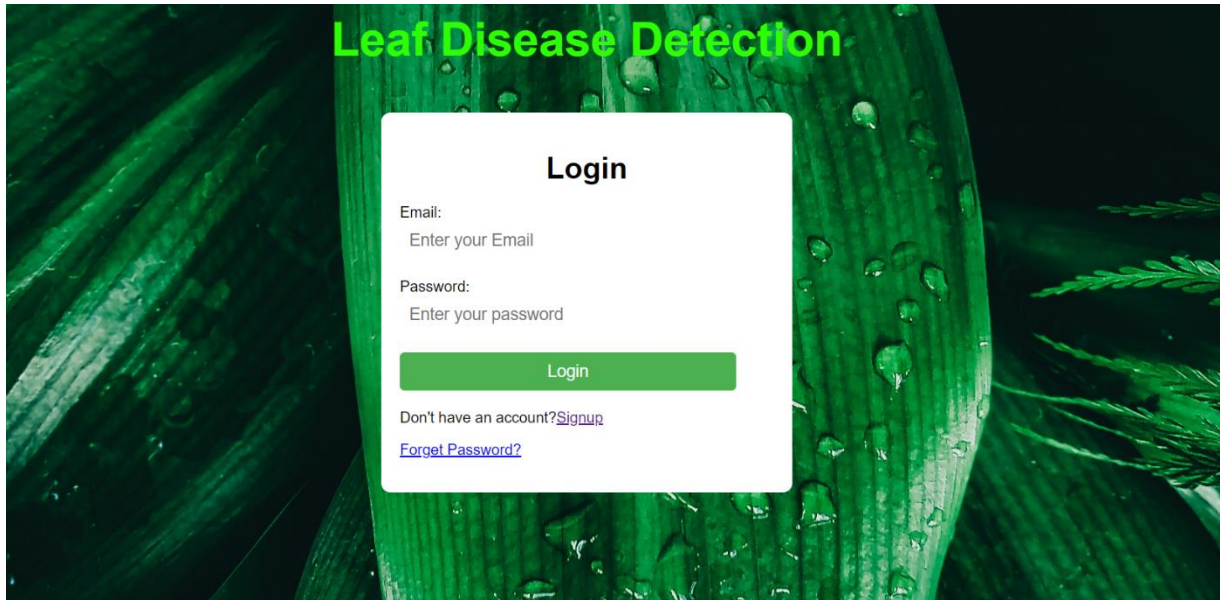 Leaf Disease Detection
Login
Email:
Enter your Email
Password:
Enter your password
Login
Don't have an account?Signup
Forget Password?